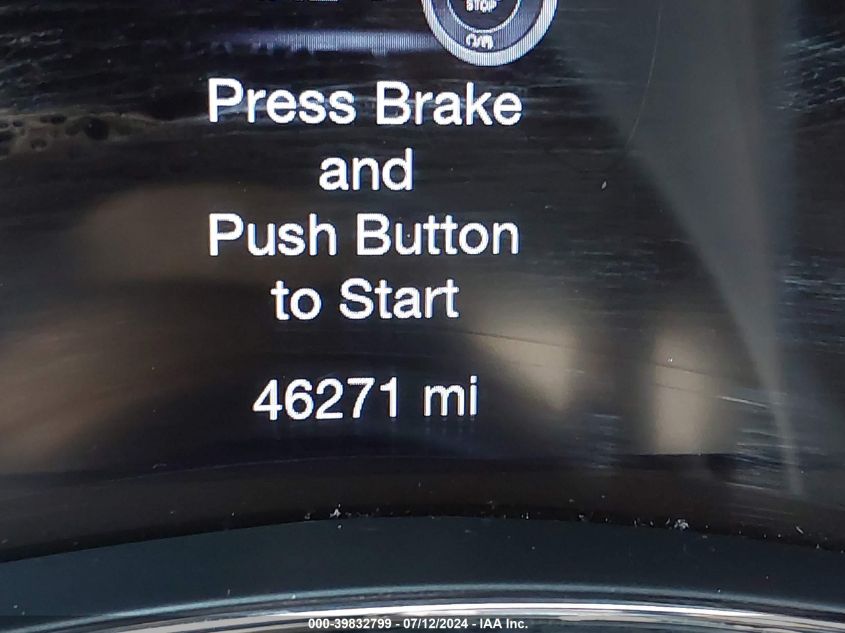 STOP
Press Brake
and
Push Button
to Start
46271 mi
000-39832799 - 07/12/2024 - IAA Inc.